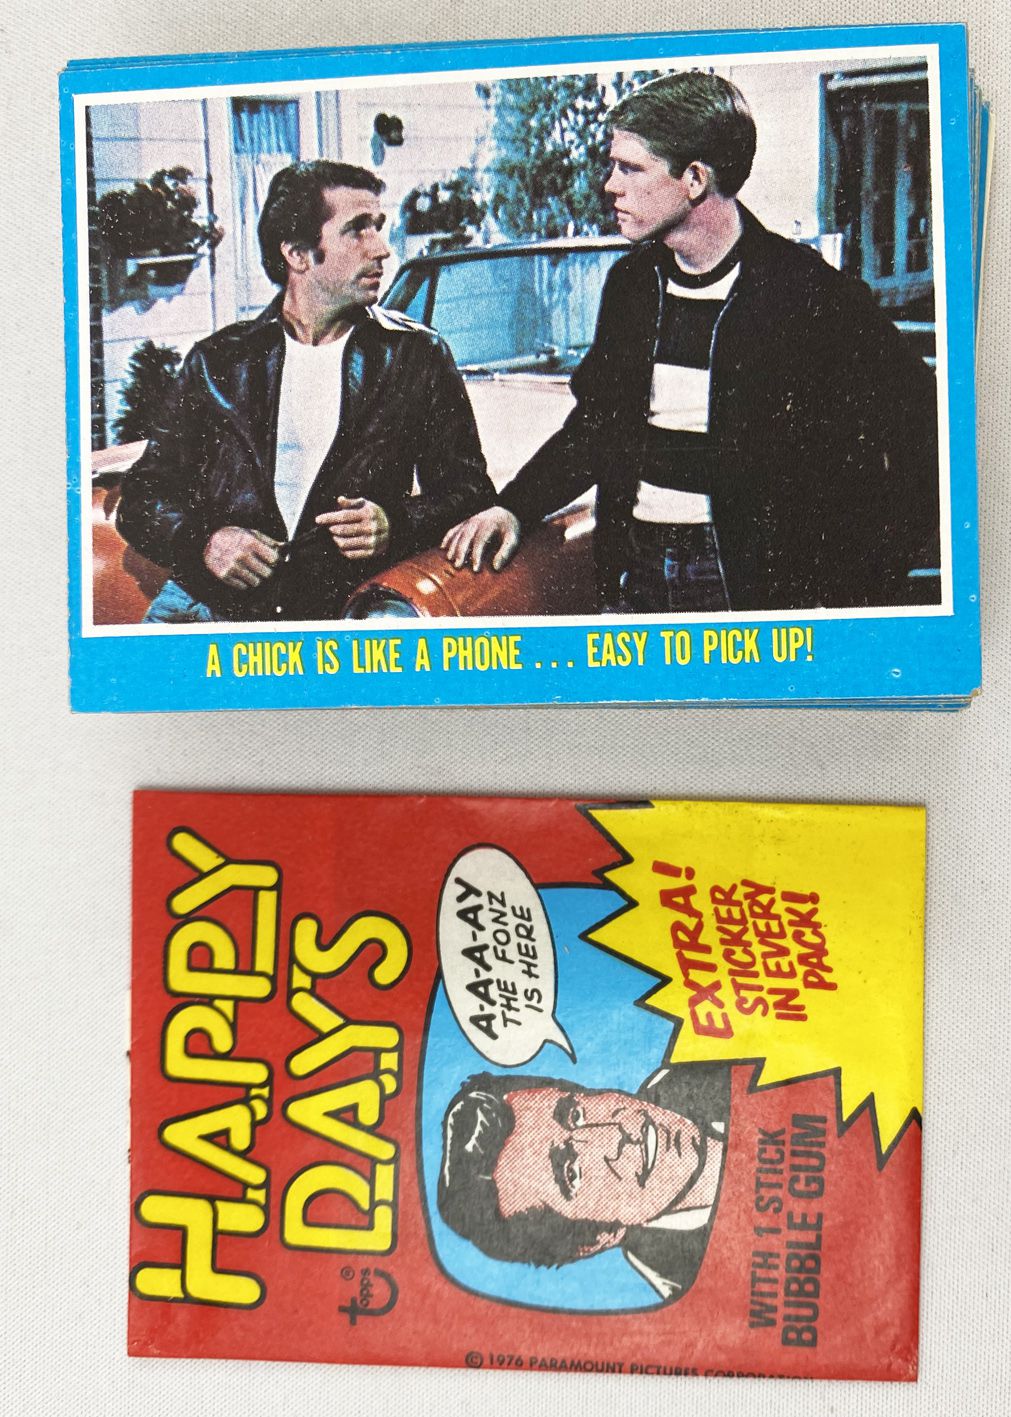 A CHICK IS LIKE A PHONE . . . EASY TO PICK UP!
HAPPY
DAYS
topps®
A-A-A-AY
THE FONZ
IS HERE
EXTRA!
STICKER
IN EVERY
PACK!
WITH 1 STICK
BUBBLE GUM
© 1976 PARAMOUNT PICTURES CORPORATION